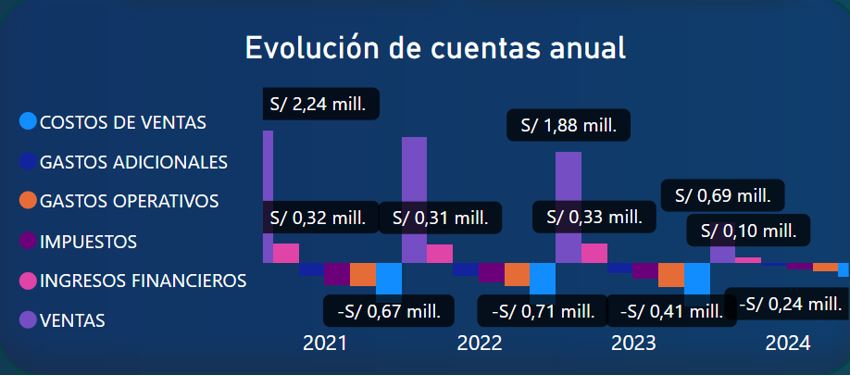 Evolución de cuentas anual
COSTOS DE VENTAS
GASTOS ADICIONALES
GASTOS OPERATIVOS
IMPUESTOS
INGRESOS FINANCIEROS
VENTAS
S/ 2,24 mill.
S/ 1,88 mill.
S/ 0,69 mill.
S/ 0,32 mill.
S/ 0,31 mill.
S/ 0,33 mill.
S/ 0,10 mill.
-S/ 0,67 mill.
-S/ 0,71 mill.
-S/ 0,41 mill.
-S/ 0,24 mill.
2021
2022
2023
2024